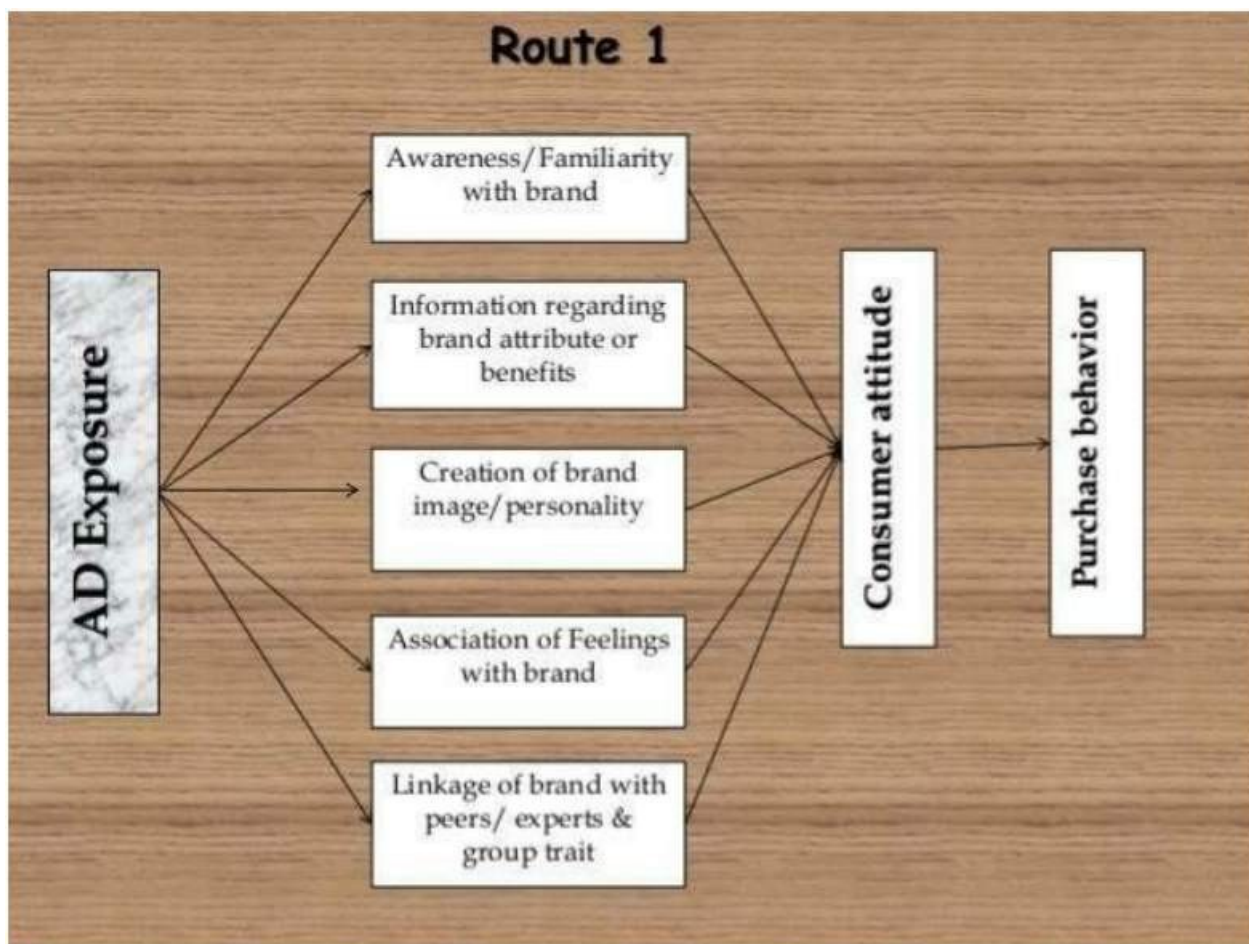 Route 1
AD Exposure
Awareness/Familiarity
with brand
Information regarding
brand attribute or
benefits
Creation of brand
image/personality
Association of Feelings
with brand
Linkage of brand with
peers/ experts &
group trait
Consumer attitude
Purchase behavior